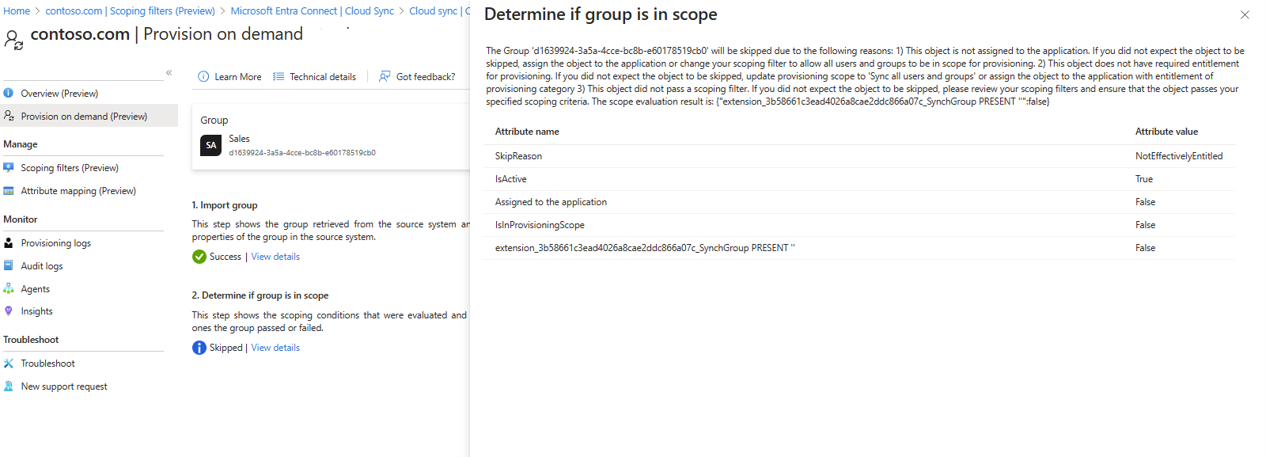 Home > contoso.com | Scoping filters (Preview) > Microsoft Entra Connect | Cloud Sync > Cloud sync | C
contoso.com | Provision on demand
«
Overview (Preview)
Provision on demand (Preview)
Manage
Scoping filters (Preview)
Attribute mapping (Preview)
Monitor
Provisioning logs
Audit logs
Agents
Insights
Troubleshoot
Troubleshoot
New support request
Learn More
Technical details
Got feedback?
Group
SA
Sales
d1639924-3a5a-4cce-bc8b-e60178519cb0
1. Import group
This step shows the group retrieved from the source system an
properties of the group in the source system.
Success | View details
2. Determine if group is in scope
This step shows the scoping conditions that were evaluated and
ones the group passed or failed.
Skipped | View details
Determine if group is in scope
The Group 'd1639924-3a5a-4cce-bc8b-e60178519cb0' will be skipped due to the following reasons: 1) This object is not assigned to the application. If you did not expect the object to be
skipped, assign the object to the application or change your scoping filter to allow all users and groups to be in scope for provisioning. 2) This object does not have required entitlement
for provisioning. If you did not expect the object to be skipped, update provisioning scope to 'Sync all users and groups' or assign the object to the application with entitlement of
provisioning category 3) This object did not pass a scoping filter. If you did not expect the object to be skipped, please review your scoping filters and ensure that the object passes your
specified scoping criteria. The scope evaluation result is: {"extension_3b58661c3ead4026a8cae2ddc866a07c_SynchGroup PRESENT ''":false}
Attribute name Attribute value
SkipReason NotEffectivelyEntitled
IsActive True
Assigned to the application False
IsInProvisioningScope False
extension_3b58661c3ead4026a8cae2ddc866a07c_SynchGroup PRESENT '' False